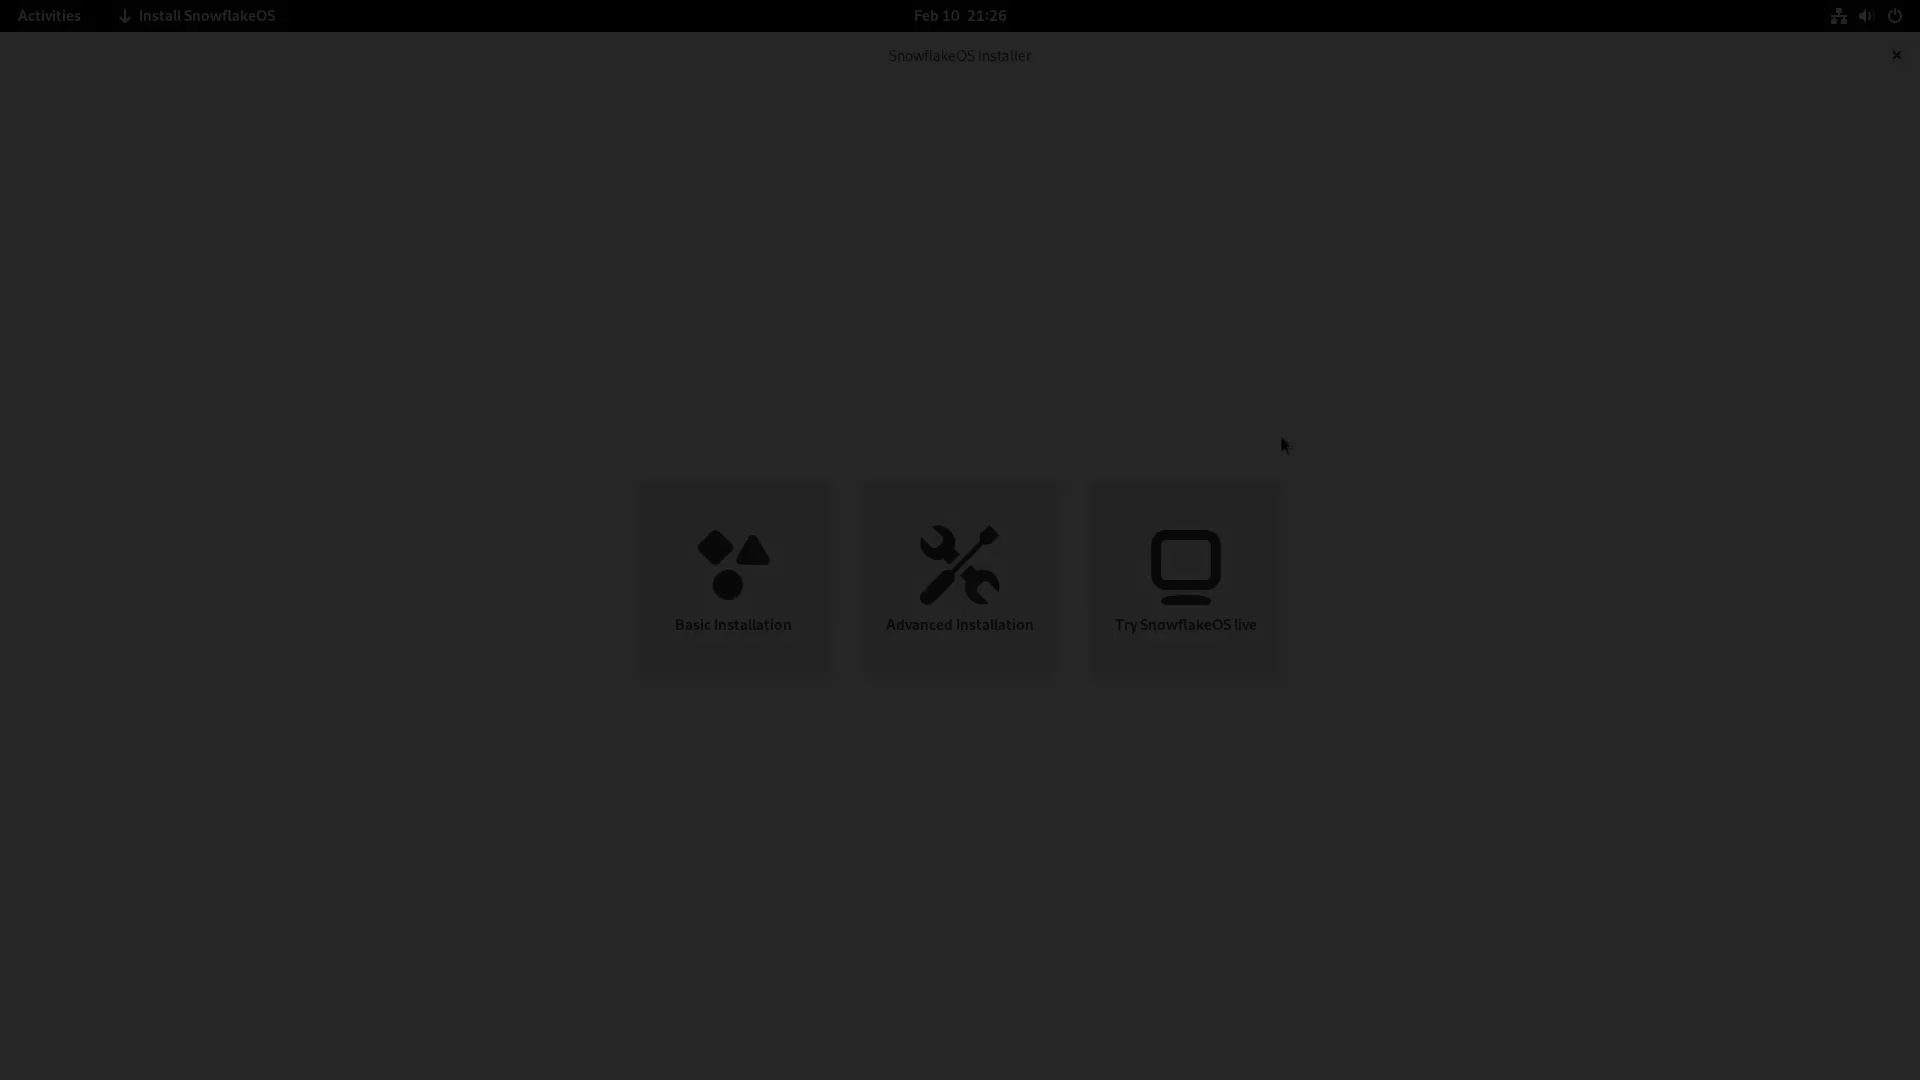 Activities
Install SnowflakeOS
Feb 10 21:26
SnowflakeOS Installer
Basic Installation
Advanced Installation
Try SnowflakeOS live